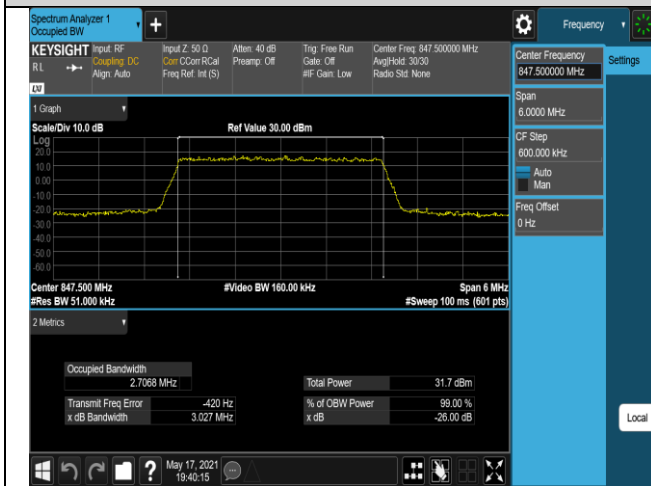 Spectrum Analyzer 1
Occupied BW
Frequency
KEYSIGHT
RL
LXI
Input: RF
Coupling: DC
Align: Auto
Input Z: 50 Ω
Corr CCorr RCal
Freq Ref: Int (S)
Atten: 40 dB
Preamp: Off
Trig: Free Run
Gate: Off
#IF Gain: Low
Center Freq: 847.500000 MHz
Avg|Hold: 30/30
Radio Std: None
Center Frequency
847.500000 MHz
Settings
Span
6.0000 MHz
CF Step
600.000 kHz
Auto
Man
Freq Offset
0 Hz
1 Graph
Scale/Div 10.0 dB
Ref Value 30.00 dBm
Log
20.0
10.0
0.00
-10.0
-20.0
-30.0
-40.0
-50.0
-60.0
Center 847.500 MHz
#Video BW 160.00 kHz
Span 6 MHz
#Res BW 51.000 kHz
#Sweep 100 ms (601 pts)
2 Metrics
Occupied Bandwidth
2.7068 MHz
Total Power 31.7 dBm
Transmit Freq Error -420 Hz
% of OBW Power 99.00 %
x dB Bandwidth 3.027 MHz
x dB -26.00 dB
Local
?
May 17, 2021
19:40:15